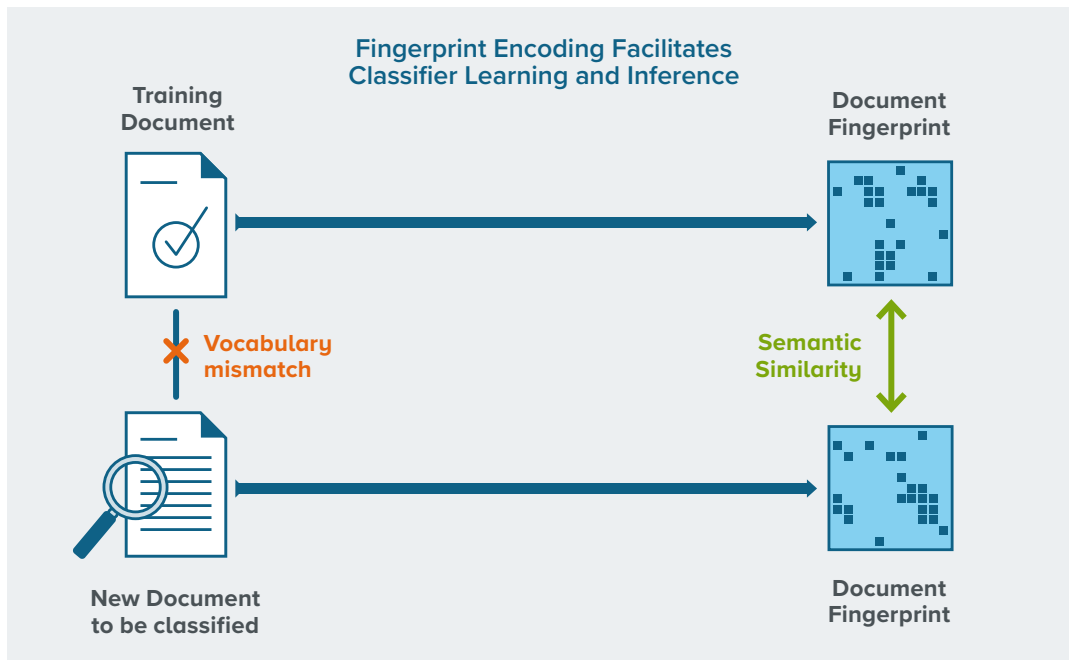 Fingerprint Encoding Facilitates
Classifier Learning and Inference
Training
Document
Document
Fingerprint
Vocabulary
mismatch
Semantic
Similarity
New Document
to be classified
Document
Fingerprint